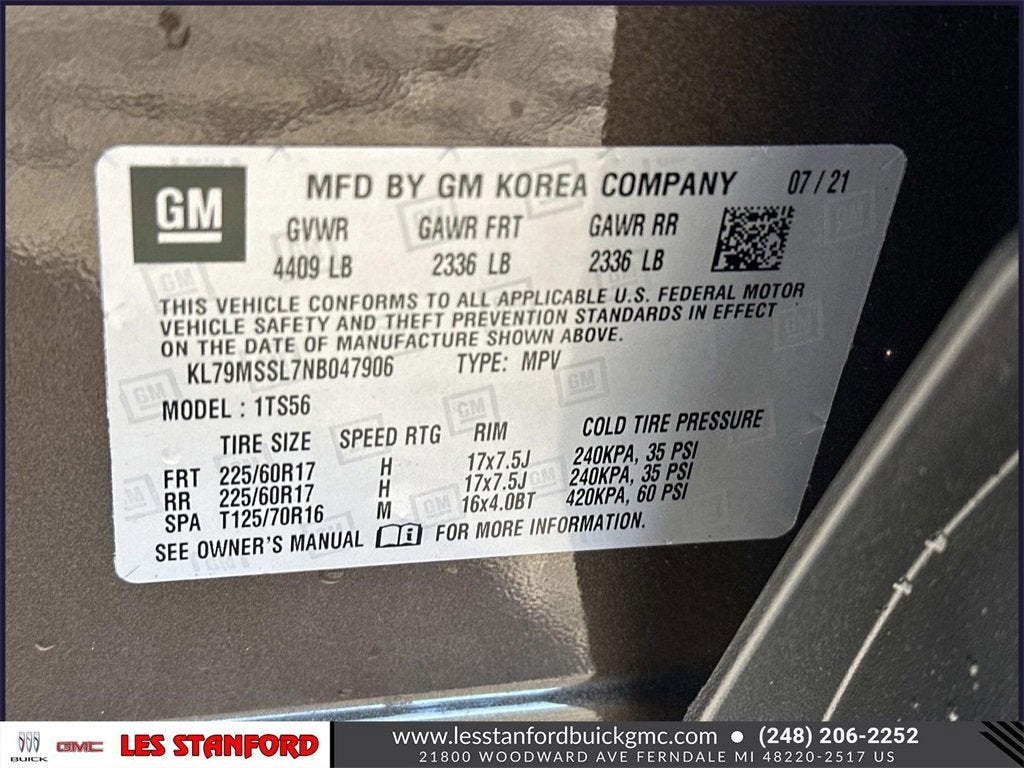 GM
MFD BY GM KOREA COMPANY 07/21
GVWR GAWR FRT GAWR RR
4409 LB 2336 LB 2336 LB
THIS VEHICLE CONFORMS TO ALL APPLICABLE U.S. FEDERAL MOTOR
VEHICLE SAFETY AND THEFT PREVENTION STANDARDS IN EFFECT
ON THE DATE OF MANUFACTURE SHOWN ABOVE.
KL79MSSL7NB047906 TYPE: MPV
MODEL : 1TS56
TIRE SIZE SPEED RTG RIM COLD TIRE PRESSURE
FRT 225/60R17 H 17x7.5J 240KPA, 35 PSI
RR 225/60R17 H 17x7.5J 240KPA, 35 PSI
SPA T125/70R16 M 16x4.0BT 420KPA, 60 PSI
SEE OWNER'S MANUAL FOR MORE INFORMATION.
BUICK GMC LES STANFORD
www.lesstanfordbuickgmc.com • (248) 206-2252
21800 WOODWARD AVE FERNDALE MI 48220-2517 US